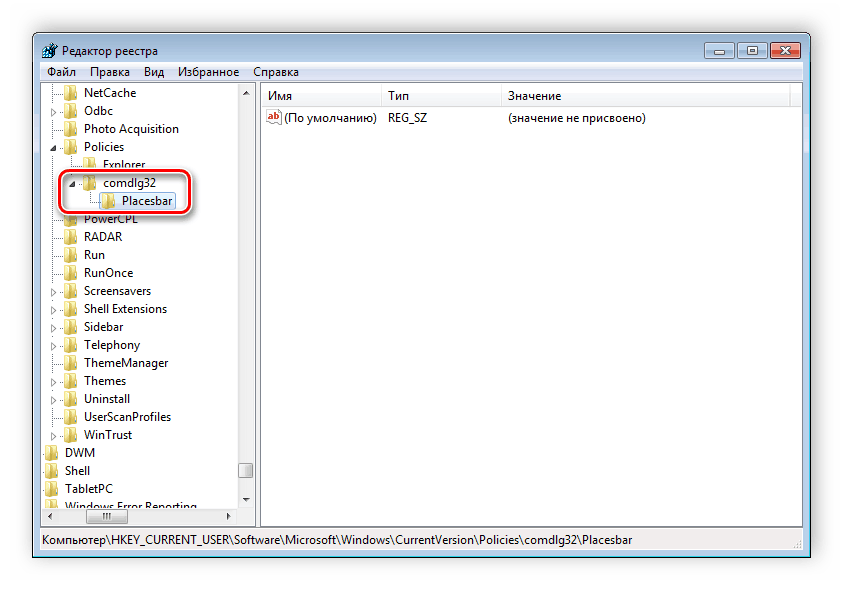 Редактор реестра
Файл Правка Вид Избранное Справка
Имя Тип Значение
ab (По умолчанию) REG_SZ (значение не присвоено)
NetCache
Odbc
Photo Acquisition
Policies
Explorer
comdlg32
Placesbar
PowerCPL
RADAR
Run
RunOnce
Screensavers
Shell Extensions
Sidebar
Telephony
ThemeManager
Themes
Uninstall
UserScanProfiles
WinTrust
DWM
Shell
TabletPC
Windows Error Reporting
Компьютер\HKEY_CURRENT_USER\Software\Microsoft\Windows\CurrentVersion\Policies\comdlg32\Placesbar